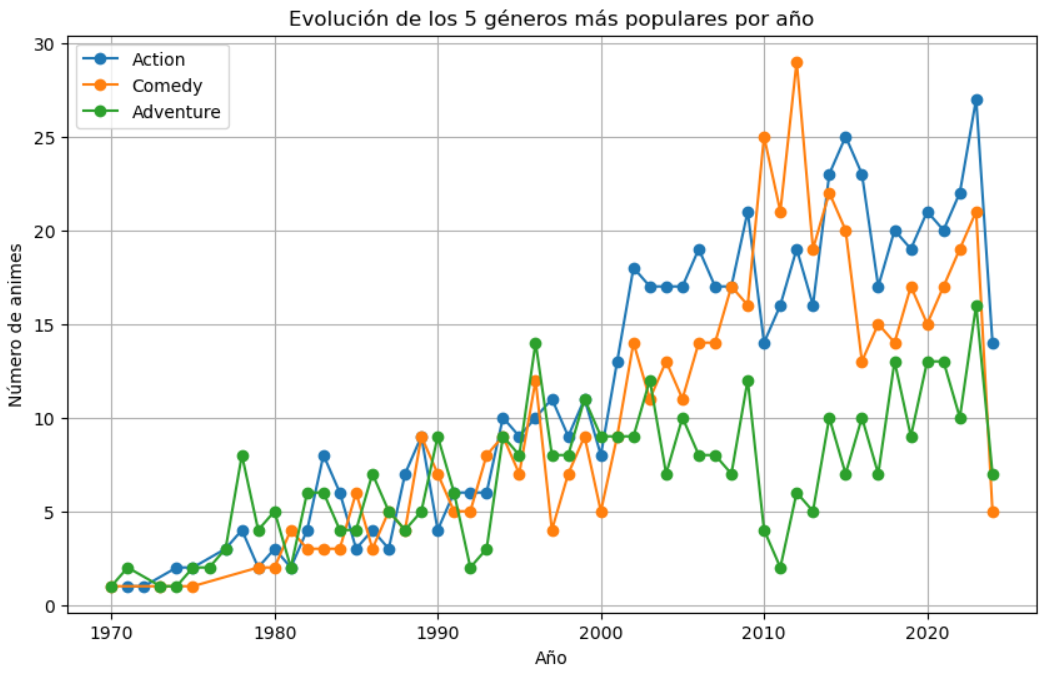 Evolución de los 5 géneros más populares por año
Action
Comedy
Adventure
Número de animes
30
25
20
15
10
5
0
1970 1980 1990 2000 2010 2020
Año